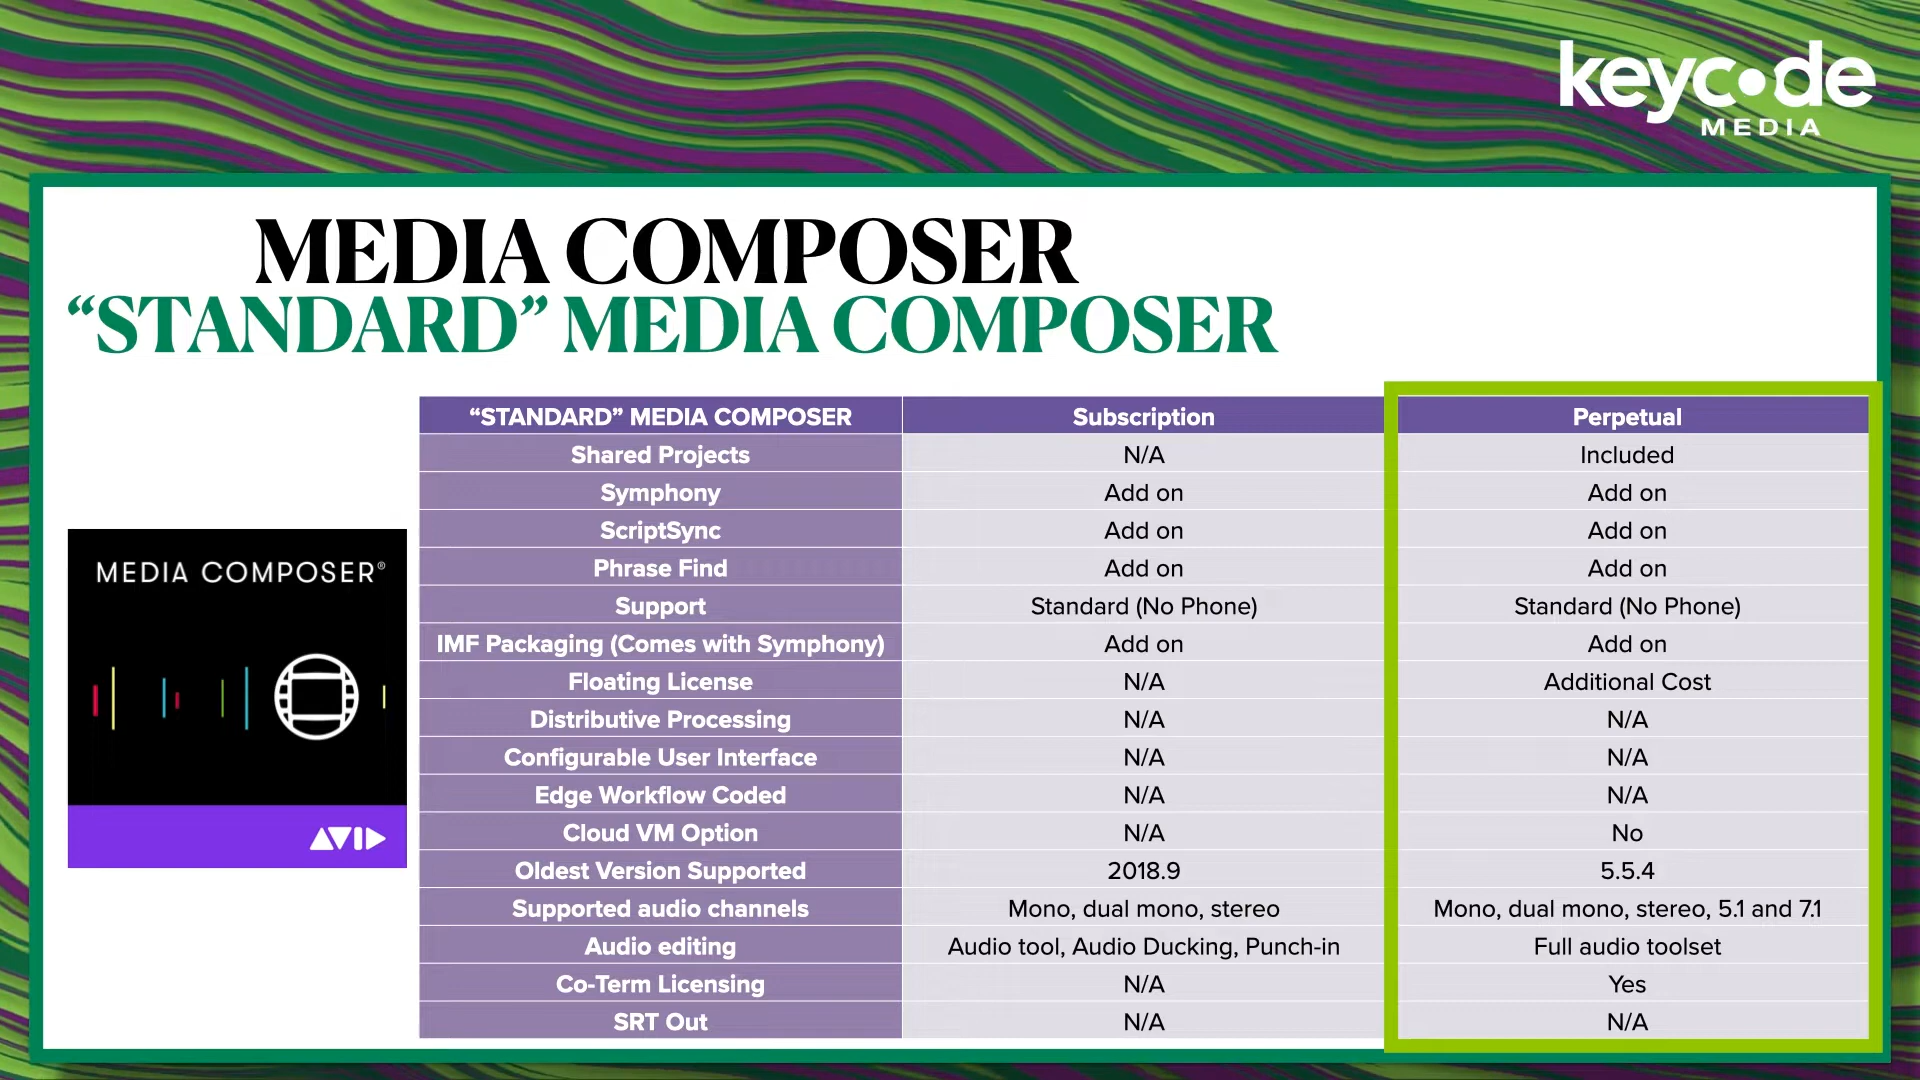 keycode
MEDIA
MEDIA COMPOSER
“STANDARD” MEDIA COMPOSER
MEDIA COMPOSER®
AVID
“STANDARD” MEDIA COMPOSER Subscription Perpetual
Shared Projects N/A Included
Symphony Add on Add on
ScriptSync Add on Add on
Phrase Find Add on Add on
Support Standard (No Phone) Standard (No Phone)
IMF Packaging (Comes with Symphony) Add on Add on
Floating License N/A Additional Cost
Distributive Processing N/A N/A
Configurable User Interface N/A N/A
Edge Workflow Coded N/A N/A
Cloud VM Option N/A No
Oldest Version Supported 2018.9 5.5.4
Supported audio channels Mono, dual mono, stereo Mono, dual mono, stereo, 5.1 and 7.1
Audio editing Audio tool, Audio Ducking, Punch-in Full audio toolset
Co-Term Licensing N/A Yes
SRT Out N/A N/A